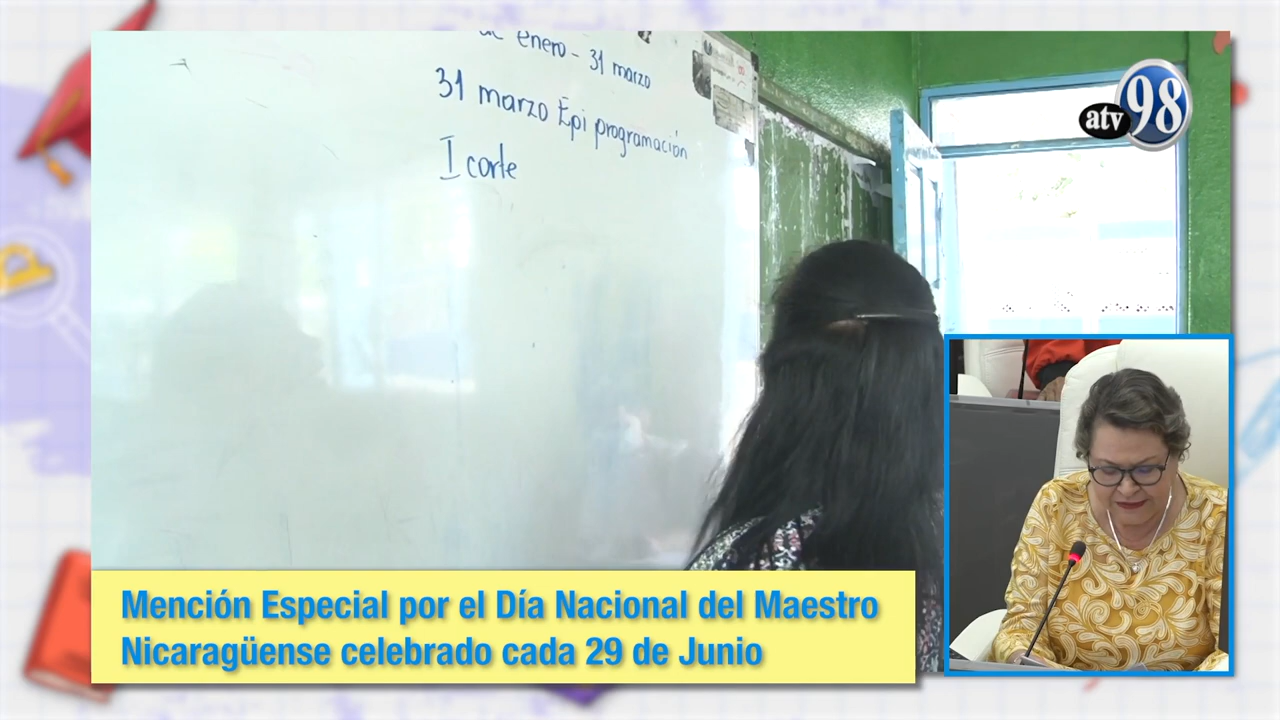 de enero - 31 marzo
31 marzo Epi programación
I corte
atv 98
Mención Especial por el Día Nacional del Maestro
Nicaragüense celebrado cada 29 de Junio